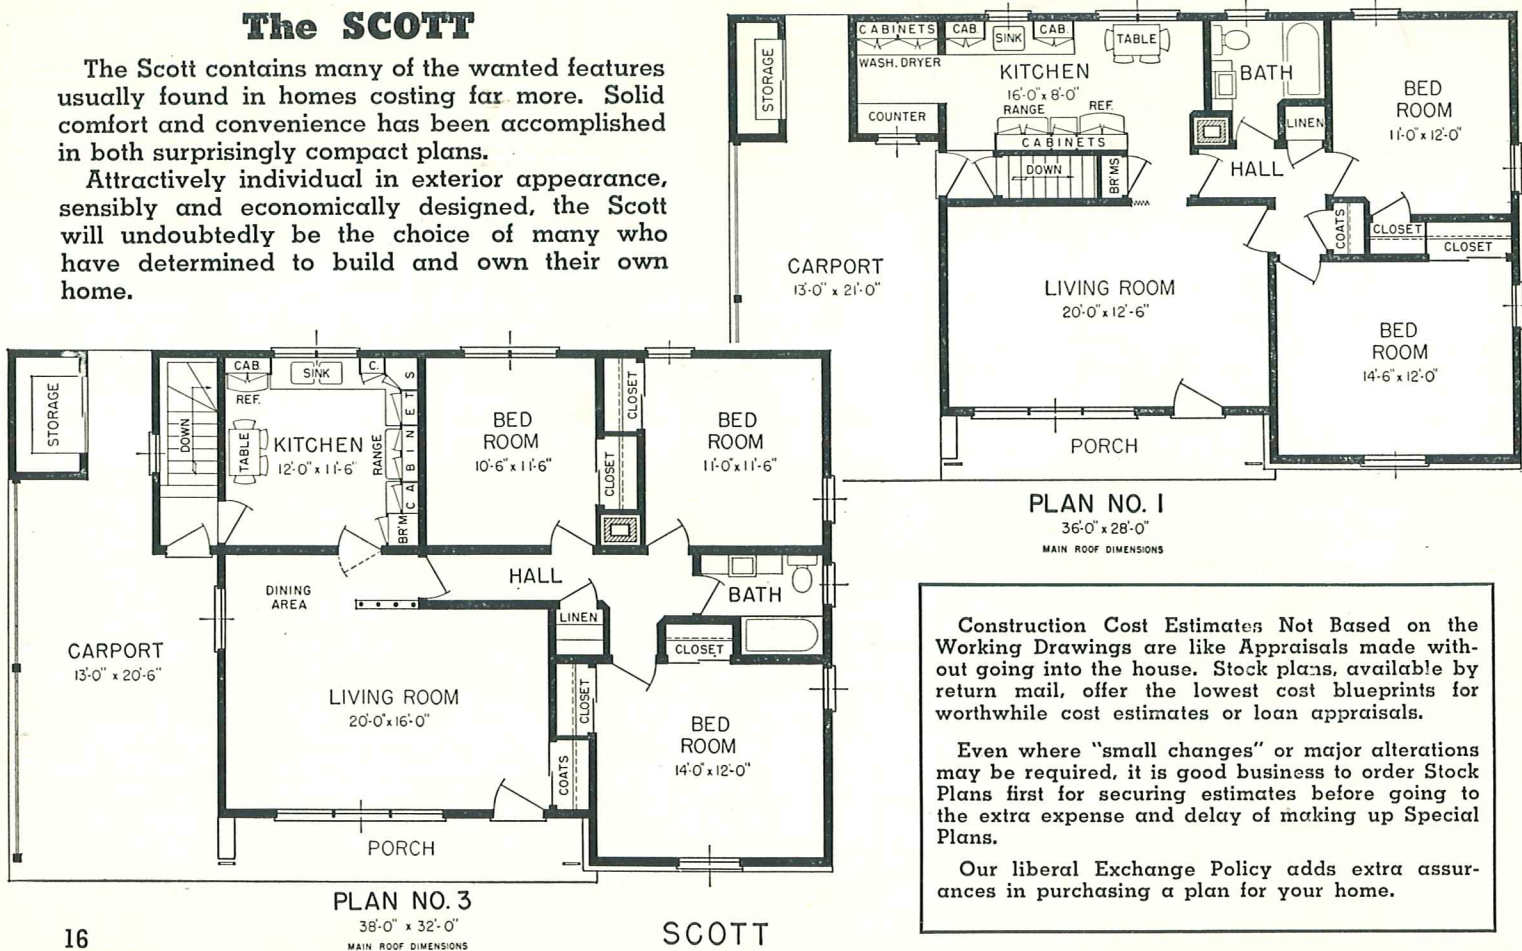 The SCOTT
The Scott contains many of the wanted features
usually found in homes costing far more. Solid
comfort and convenience has been accomplished
in both surprisingly compact plans.
Attractively individual in exterior appearance,
sensibly and economically designed, the Scott
will undoubtedly be the choice of many who
have determined to build and own their own
home.
STORAGE
CABINETS
WASH. DRYER
COUNTER
CAB.
SINK
CAB.
TABLE
KITCHEN
16'-0" x 8'-0"
RANGE
REF.
CABINETS
DOWN
BR'MS
BATH
LINEN
HALL
BED
ROOM
11'-0" x 12'-0"
COATS
CLOSET
CLOSET
CARPORT
13'-0" x 21'-0"
LIVING ROOM
20'-0" x 12'-6"
BED
ROOM
14'-6" x 12'-0"
PORCH
PLAN NO. 1
36'-0" x 28'-0"
MAIN ROOF DIMENSIONS
STORAGE
DOWN
CAB.
SINK
C.
REF.
TABLE
KITCHEN
12'-0" x 11'-6"
RANGE
CABINETS
BR'M
BED
ROOM
10'-6" x 11'-6"
CLOSET
CLOSET
BED
ROOM
11'-0" x 11'-6"
HALL
DINING
AREA
LINEN
BATH
CLOSET
CARPORT
13'-0" x 20'-6"
LIVING ROOM
20'-0" x 16'-0"
CLOSET
COATS
BED
ROOM
14'-0" x 12'-0"
PORCH
PLAN NO. 3
38'-0" x 32'-0"
MAIN ROOF DIMENSIONS
SCOTT
16
Construction Cost Estimates Not Based on the
Working Drawings are like Appraisals made with-
out going into the house. Stock plans, available by
return mail, offer the lowest cost blueprints for
worthwhile cost estimates or loan appraisals.
Even where "small changes" or major alterations
may be required, it is good business to order Stock
Plans first for securing estimates before going to
the extra expense and delay of making up Special
Plans.
Our liberal Exchange Policy adds extra assur-
ances in purchasing a plan for your home.